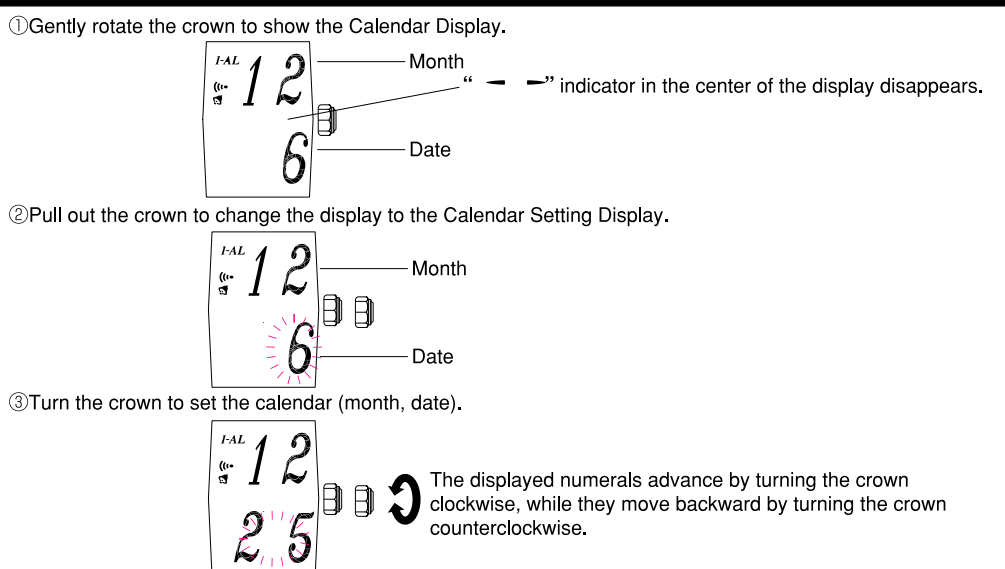 ①Gently rotate the crown to show the Calendar Display.
1-AL
12
Month
“ ” indicator in the center of the display disappears.
6
Date
②Pull out the crown to change the display to the Calendar Setting Display.
1-AL
12
Month
6
Date
③Turn the crown to set the calendar (month, date).
1-AL
12
The displayed numerals advance by turning the crown
clockwise, while they move backward by turning the crown
counterclockwise.
25